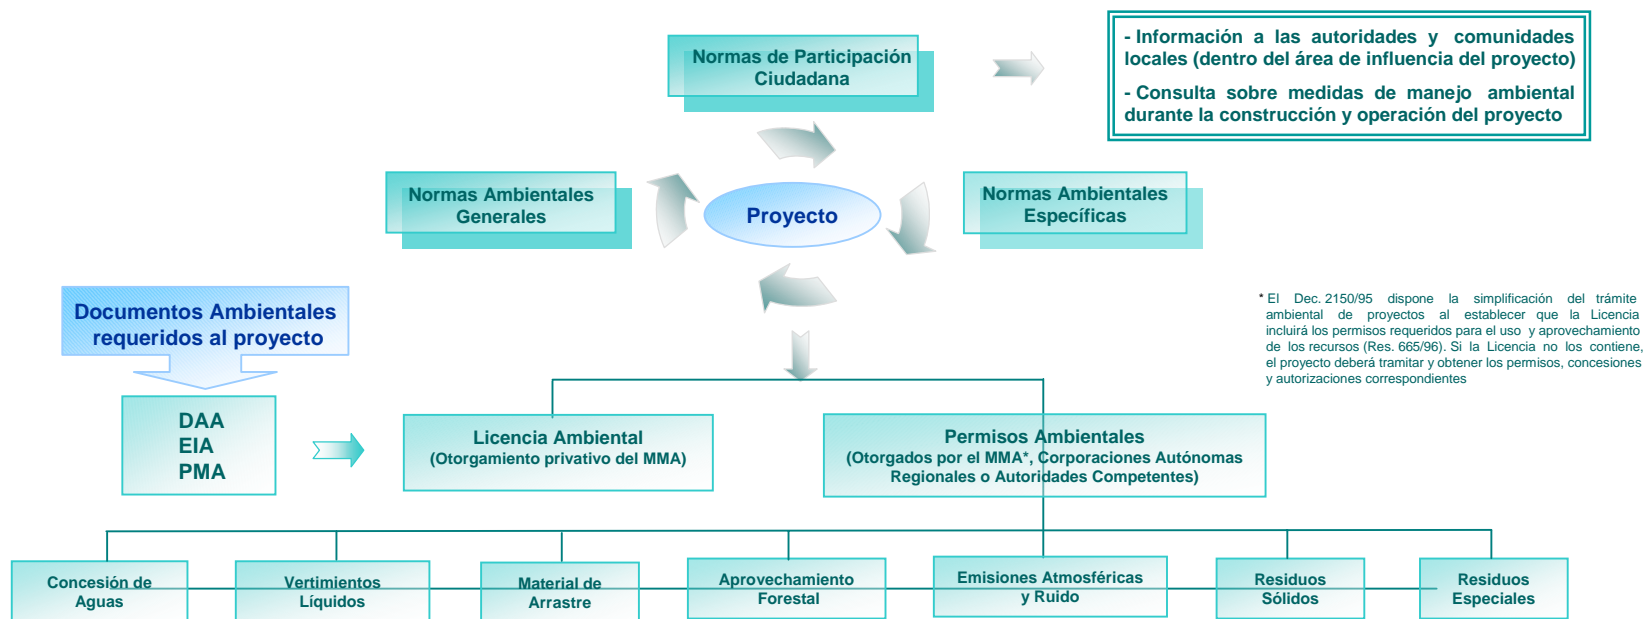 Normas de Participación
Ciudadana
- Información a las autoridades y comunidades
locales (dentro del área de influencia del proyecto)
- Consulta sobre medidas de manejo ambiental
durante la construcción y operación del proyecto
Normas Ambientales
Generales
Proyecto
Normas Ambientales
Específicas
Documentos Ambientales
requeridos al proyecto
* El Dec. 2150/95 dispone la simplificación del trámite
ambiental de proyectos al establecer que la Licencia
incluirá los permisos requeridos para el uso y aprovechamiento
de los recursos (Res. 665/96). Si la Licencia no los contiene,
el proyecto deberá tramitar y obtener los permisos, concesiones
y autorizaciones correspondientes
DAA
EIA
PMA
Licencia Ambiental
(Otorgamiento privativo del MMA)
Permisos Ambientales
(Otorgados por el MMA*, Corporaciones Autónomas
Regionales o Autoridades Competentes)
Concesión de
Aguas
Vertimientos
Líquidos
Material de
Arrastre
Aprovechamiento
Forestal
Emisiones Atmosféricas
y Ruido
Residuos
Sólidos
Residuos
Especiales